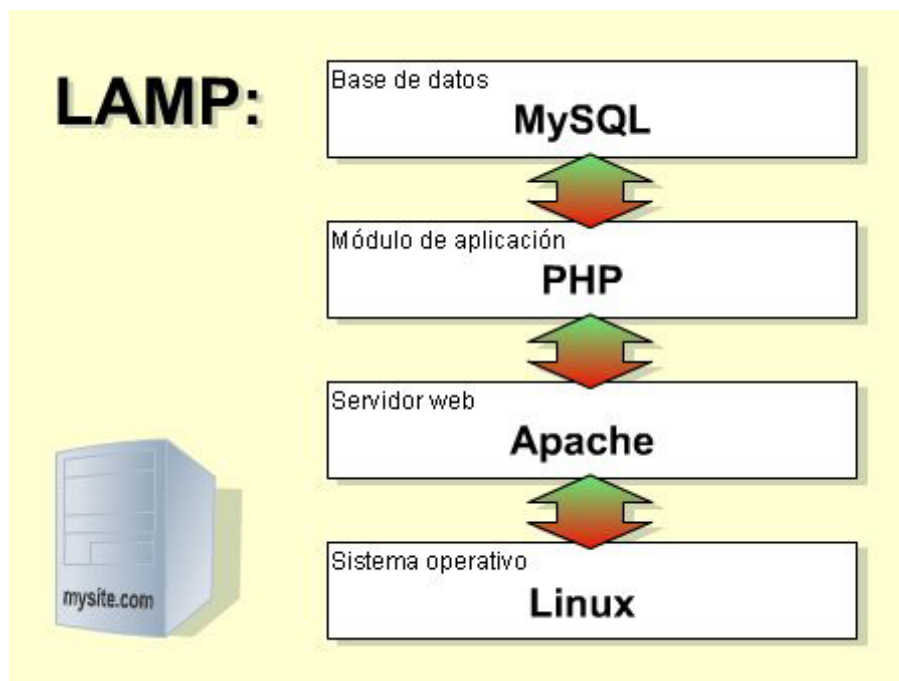 LAMP:
Base de datos
MySQL
Módulo de aplicación
PHP
Servidor web
Apache
Sistema operativo
Linux
mysite.com